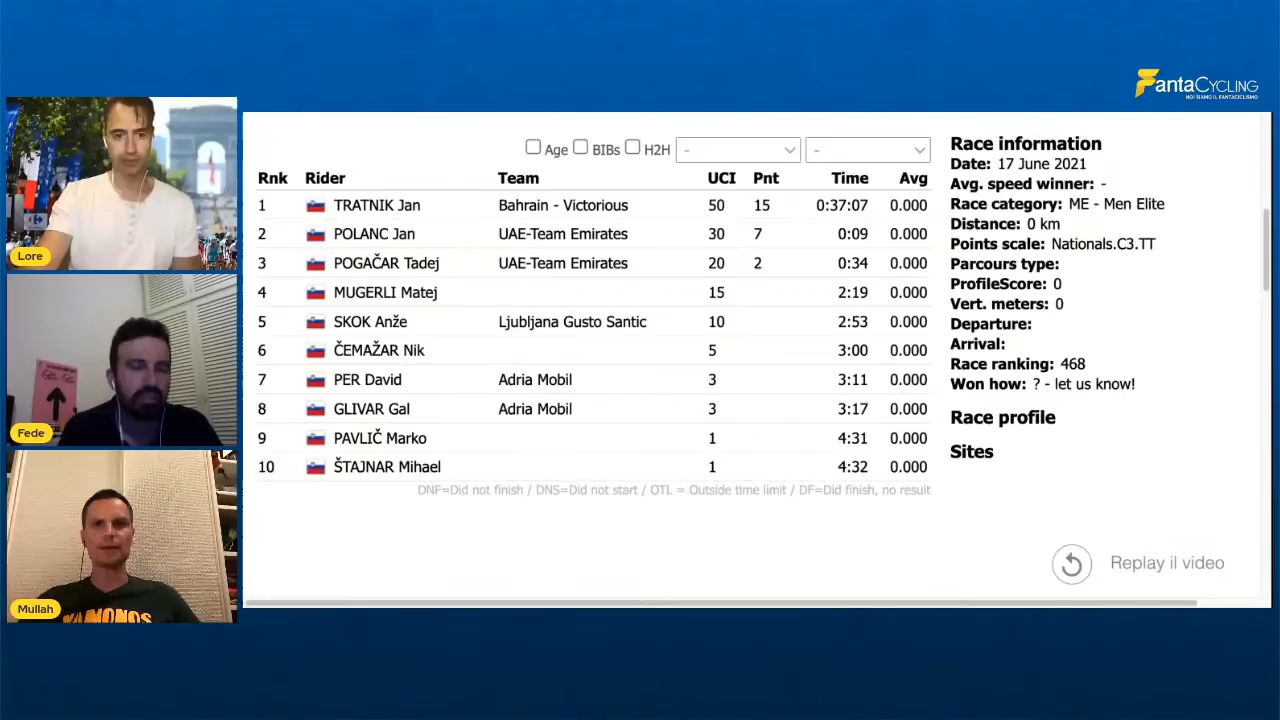 FantaCycling
NOI SIAMO IL FANTACICLISMO
Age BIBs H2H - -
Rnk Rider Team UCI Pnt Time Avg
1 TRATNIK Jan Bahrain - Victorious 50 15 0:37:07 0.000
2 POLANC Jan UAE-Team Emirates 30 7 0:09 0.000
3 POGAČAR Tadej UAE-Team Emirates 20 2 0:34 0.000
4 MUGERLI Matej 15 2:19 0.000
5 SKOK Anže Ljubljana Gusto Santic 10 2:53 0.000
6 ČEMAŽAR Nik 5 3:00 0.000
7 PER David Adria Mobil 3 3:11 0.000
8 GLIVAR Gal Adria Mobil 3 3:17 0.000
9 PAVLIČ Marko 1 4:31 0.000
10 ŠTAJNAR Mihael 1 4:32 0.000
DNF=Did not finish / DNS=Did not start / OTL = Outside time limit / DF=Did finish, no result
Race information
Date: 17 June 2021
Avg. speed winner: -
Race category: ME - Men Elite
Distance: 0 km
Points scale: Nationals.C3.TT
Parcours type:
ProfileScore: 0
Vert. meters: 0
Departure:
Arrival:
Race ranking: 468
Won how: ? - let us know!
Race profile
Sites
Replay il video
Lore
Fede
Mullah